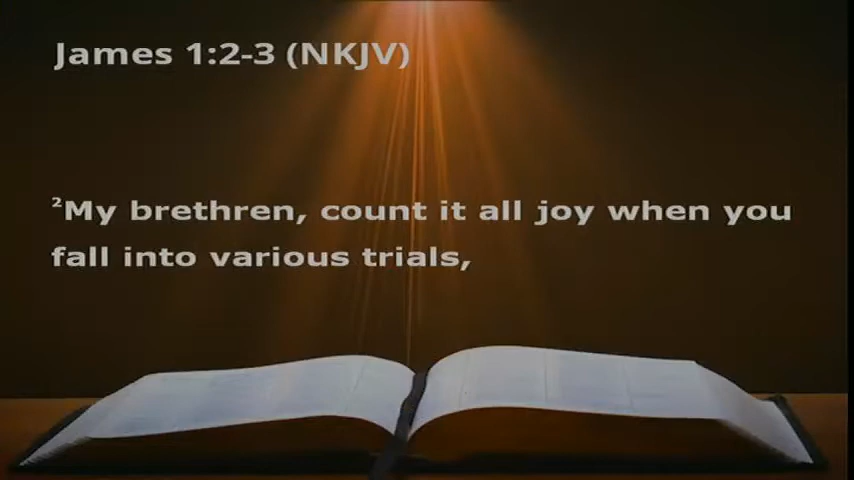 James 1:2-3 (NKJV)
²My brethren, count it all joy when you
fall into various trials,